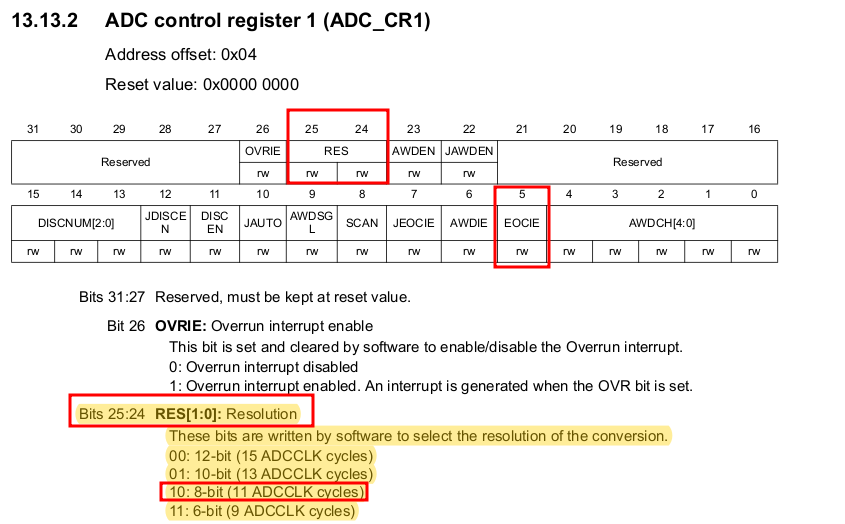 13.13.2 ADC control register 1 (ADC_CR1)
Address offset: 0x04
Reset value: 0x0000 0000
31 30 29 28 27 26 25 24 23 22 21 20 19 18 17 16
Reserved OVRIE RES AWDEN JAWDEN Reserved
rw rw rw rw rw
15 14 13 12 11 10 9 8 7 6 5 4 3 2 1 0
DISCNUM[2:0] JDISCE
N DISC
EN JAUTO AWDSG
L SCAN JEOCIE AWDIE EOCIE AWDCH[4:0]
rw rw rw rw rw rw rw rw rw rw rw rw rw rw rw rw
Bits 31:27 Reserved, must be kept at reset value.
Bit 26 OVRIE: Overrun interrupt enable
This bit is set and cleared by software to enable/disable the Overrun interrupt.
0: Overrun interrupt disabled
1: Overrun interrupt enabled. An interrupt is generated when the OVR bit is set.
Bits 25:24 RES[1:0]: Resolution
These bits are written by software to select the resolution of the conversion.
00: 12-bit (15 ADCCLK cycles)
01: 10-bit (13 ADCCLK cycles)
10: 8-bit (11 ADCCLK cycles)
11: 6-bit (9 ADCCLK cycles)